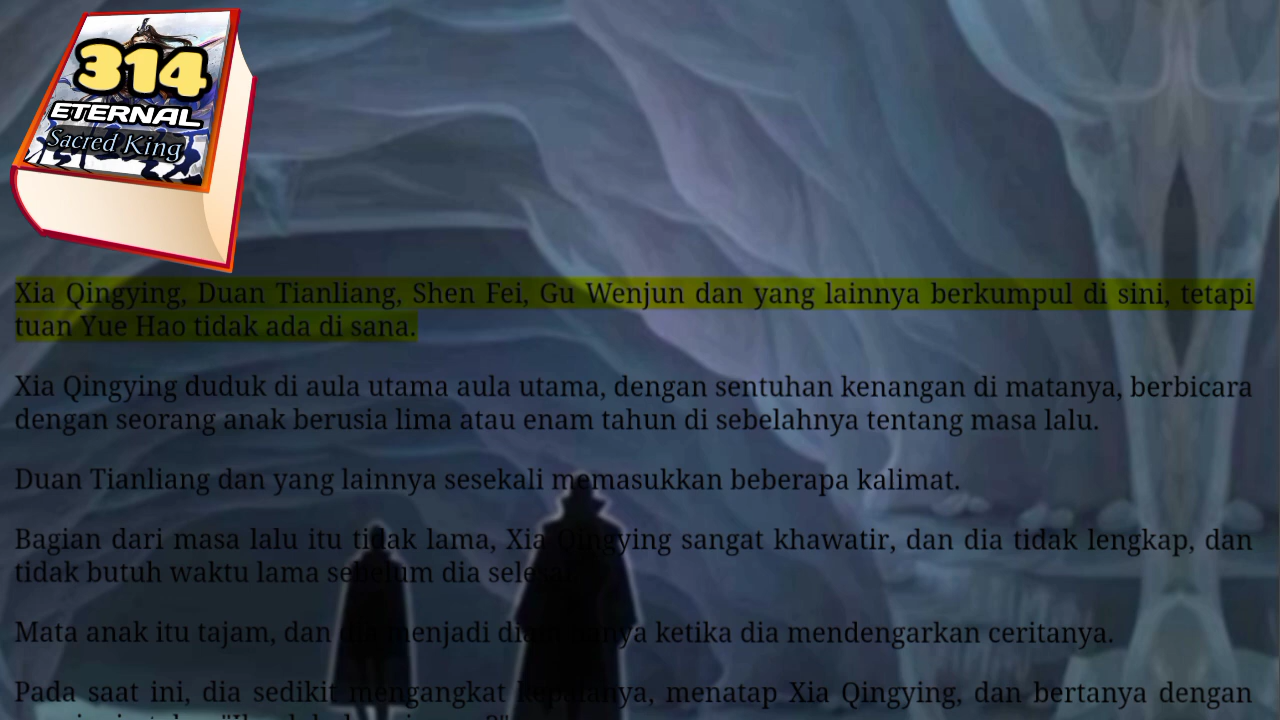 314
ETERNAL
Sacred King
Xia Qingying, Duan Tianliang, Shen Fei, Gu Wenjun dan yang lainnya berkumpul di sini, tetapi
tuan Yue Hao tidak ada di sana.
Xia Qingying duduk di aula utama aula utama, dengan sentuhan kenangan di matanya, berbicara
dengan seorang anak berusia lima atau enam tahun di sebelahnya tentang masa lalu.
Duan Tianliang dan yang lainnya sesekali memasukkan beberapa kalimat.
Bagian dari masa lalu itu tidak lama, Xia Qingying sangat khawatir, dan dia tidak lengkap, dan
tidak butuh waktu lama sebelum dia selesai.
Mata anak itu tajam, dan dia menjadi ketika dia mendengarkan ceritanya.
Pada saat ini, dia sedikit mengangkat kepalanya, menatap Xia Qingying, dan bertanya dengan